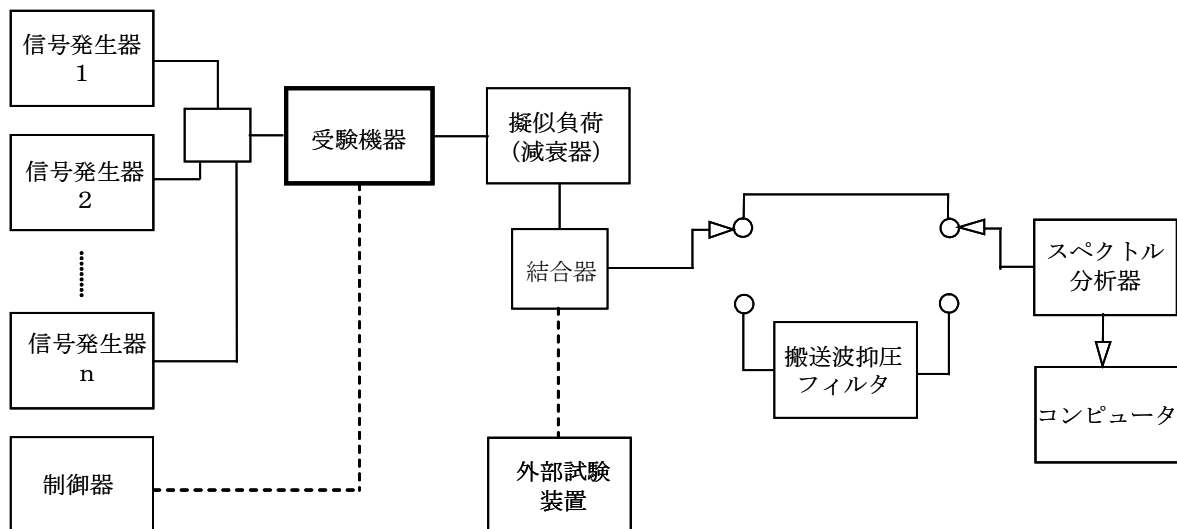 信号発生器
1
信号発生器
2
信号発生器
n
制御器
受験機器
擬似負荷
(減衰器)
結合器
外部試験
装置
搬送波抑圧
フィルタ
スペクトル
分析器
コンピュータ